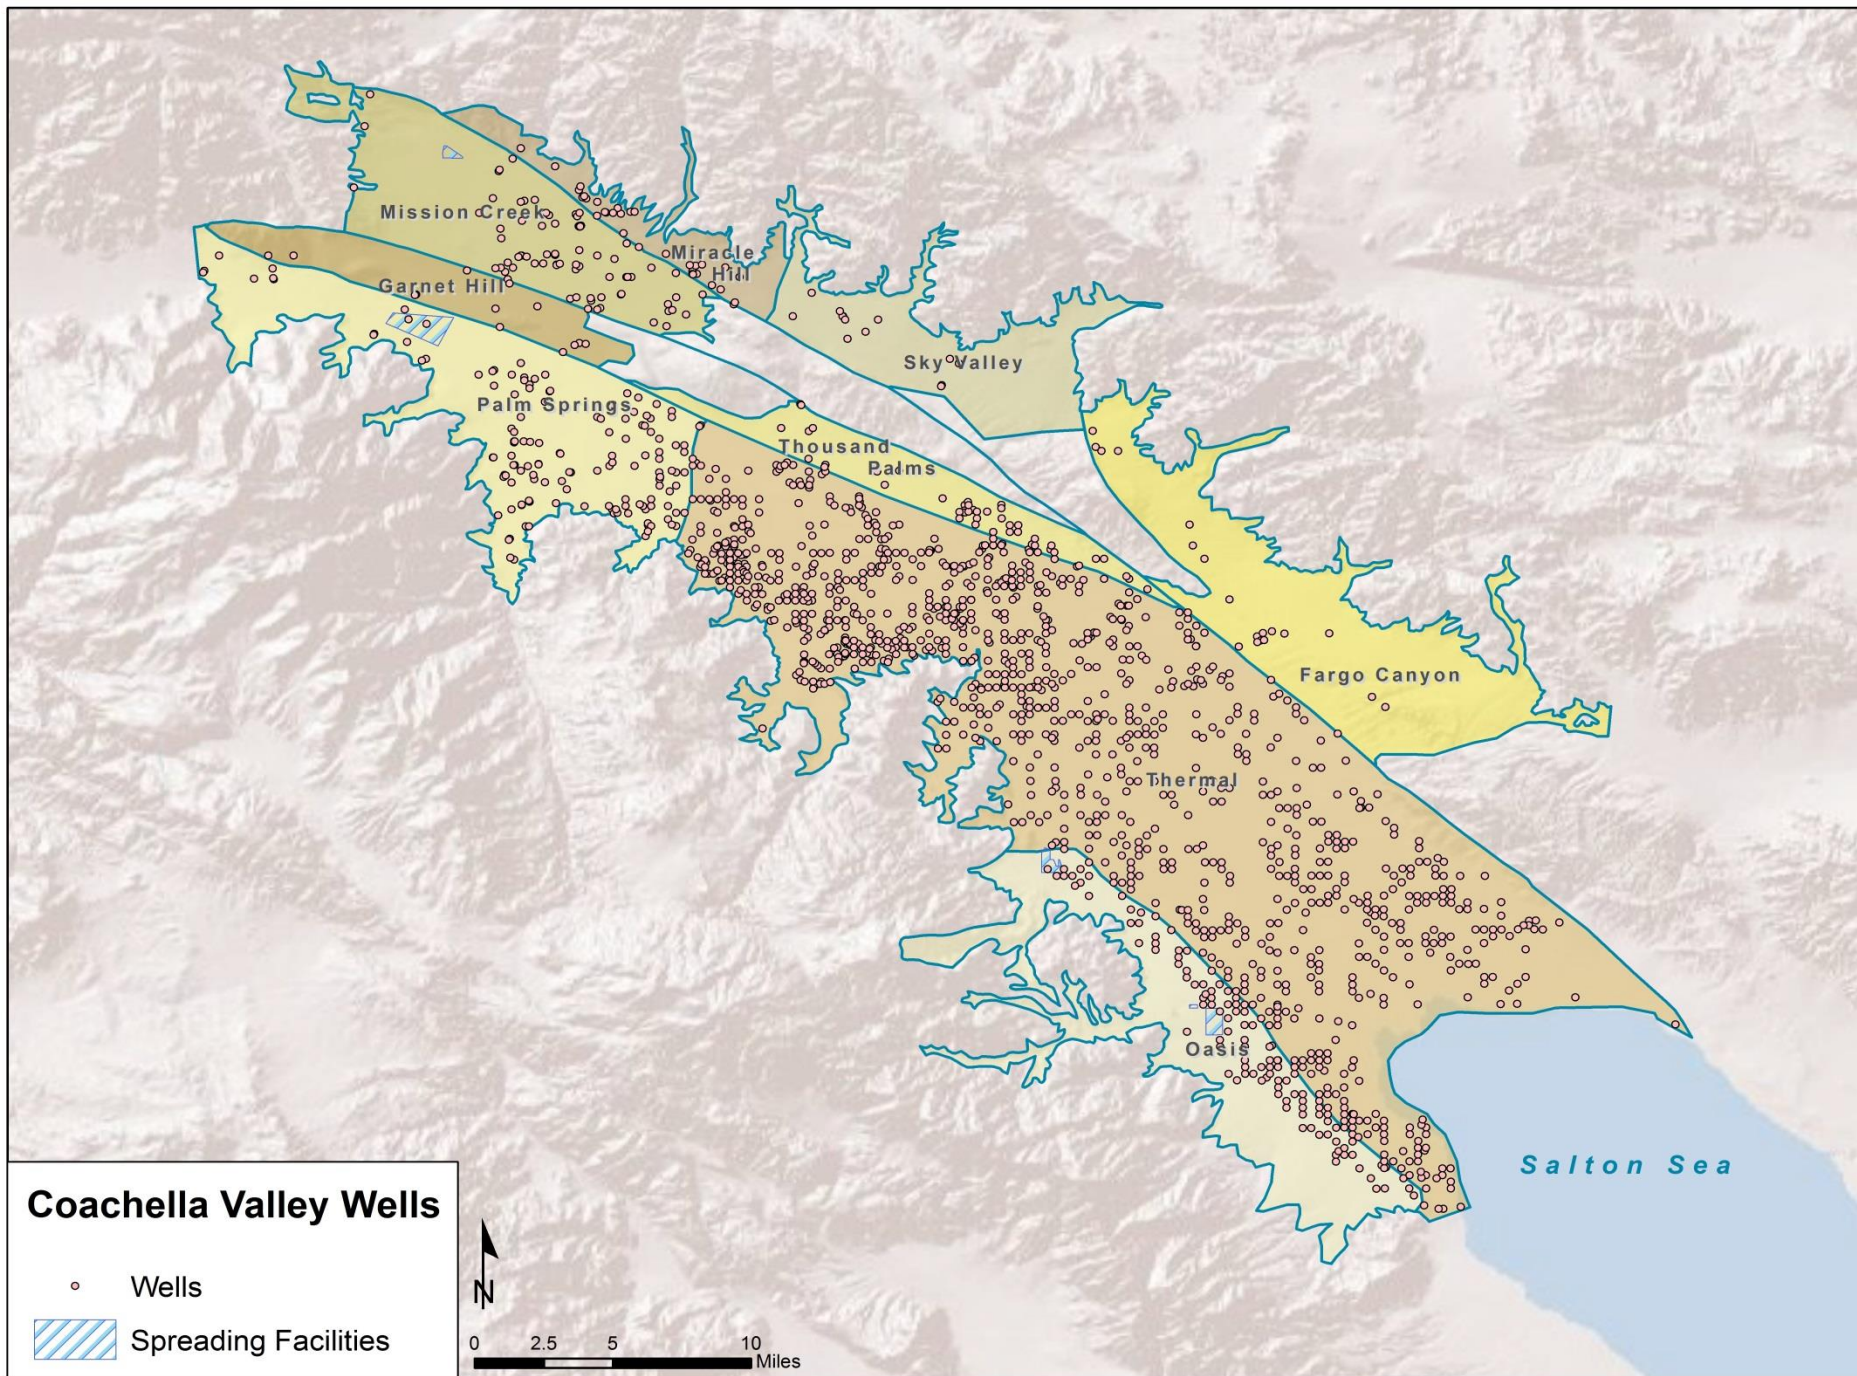 Mission Creek
Miracle
Hill
Garnet Hill
Sky Valley
Palm Springs
Thousand
Palms
Fargo Canyon
Thermal
Oasis
Salton Sea
Coachella Valley Wells
Wells
Spreading Facilities
N
0 2.5 5 10
Miles